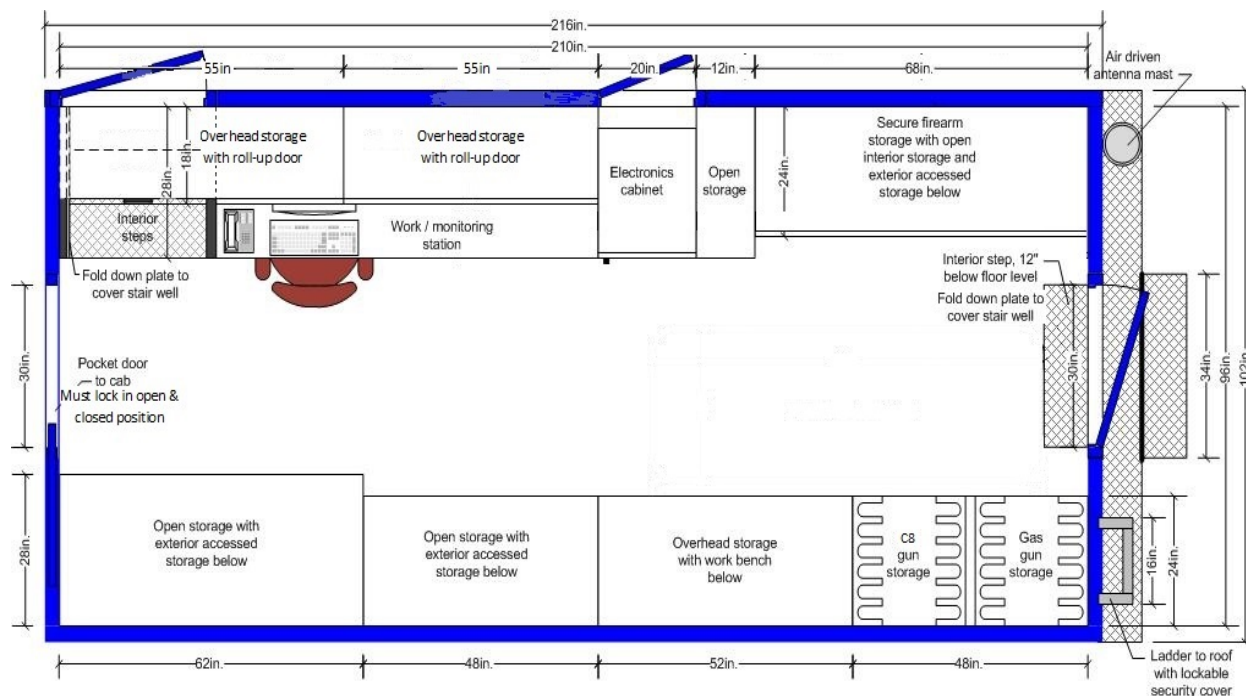 216in.
210in.
55in
55in
20in.
12in.
68in.
Air driven
antenna mast
Overhead storage
with roll-up door
Overhead storage
with roll-up door
18in.
28in.
Electronics
cabinet
Open
storage
24in.
Secure firearm
storage with open
interior storage and
exterior accessed
storage below
Interior
steps
Work / monitoring
station
Fold down plate to
cover stair well
Interior step, 12"
below floor level
Fold down plate to
cover stair well
30in.
34in.
96in.
102in.
30in.
Pocket door
to cab
Must lock in open &
closed position
28in.
Open storage with
exterior accessed
storage below
Open storage with
exterior accessed
storage below
Overhead storage
with work bench
below
C8
gun
storage
Gas
gun
storage
16in.
24in.
62in.
48in.
52in.
48in.
Ladder to roof
with lockable
security cover